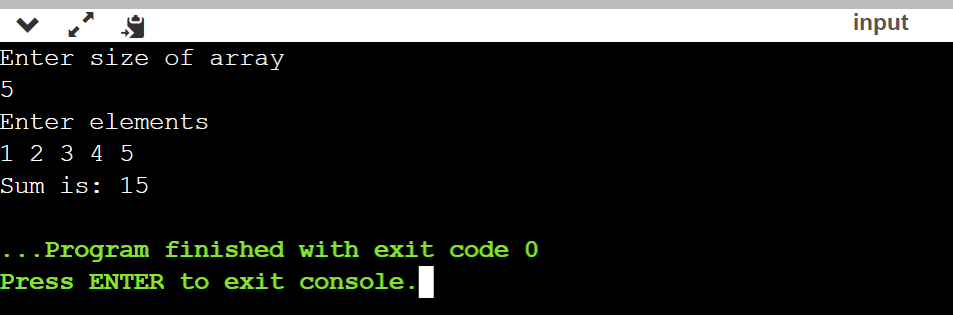 input
Enter size of array
5
Enter elements
1 2 3 4 5
Sum is: 15
...Program finished with exit code 0
Press ENTER to exit console.